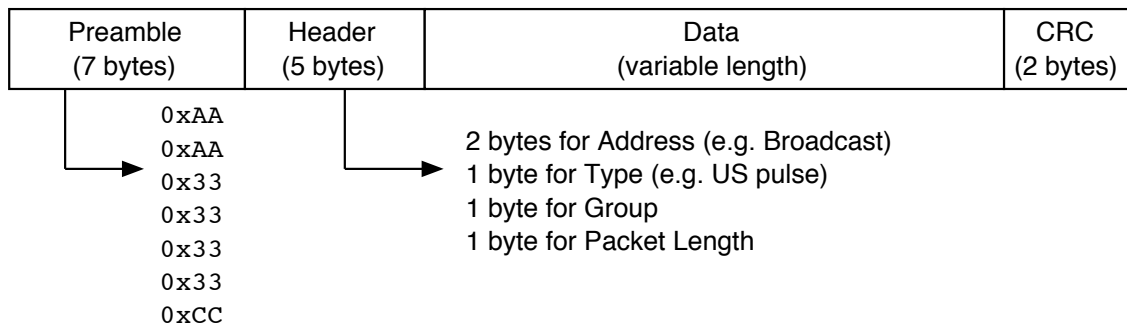 Preamble
(7 bytes)
Header
(5 bytes)
Data
(variable length)
CRC
(2 bytes)
0xAA
0xAA
0x33
0x33
0x33
0x33
0xCC
2 bytes for Address (e.g. Broadcast)
1 byte for Type (e.g. US pulse)
1 byte for Group
1 byte for Packet Length